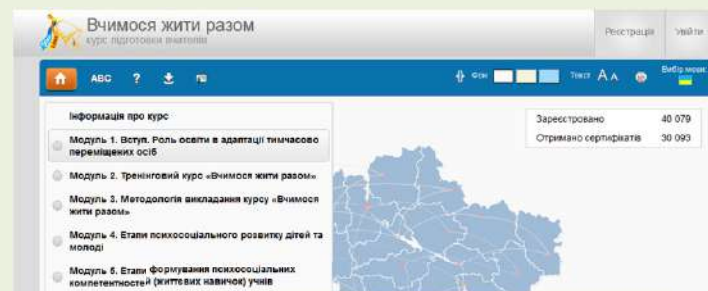 Вчимося жити разом
курс підготовки вчителів
Реєстрація Увійти
ABC ? Фон Текст А А Вибір мови:
Інформація про курс
Зареєстровано 40 079
Отримано сертифікатів 30 093
Модуль 1. Вступ. Роль освіти в адаптації тимчасово
переміщених осіб
Модуль 2. Тренінговий курс «Вчимося жити разом»
Модуль 3. Методологія викладання курсу «Вчимося
жити разом»
Модуль 4. Етапи психосоціального розвитку дітей та
молоді
Модуль 5. Етапи формування психосоціальних
компетентностей (життєвих навичок) учнів